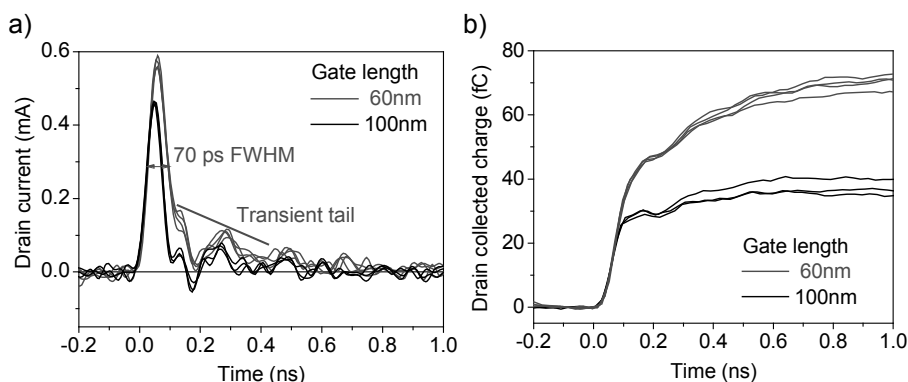 a)
Drain current (mA)
0.6
0.4
0.2
0.0
Gate length
60nm
100nm
70 ps FWHM
Transient tail
-0.2 0.0 0.2 0.4 0.6 0.8 1.0
Time (ns)
b)
Drain collected charge (fC)
80
60
40
20
0
Gate length
60nm
100nm
-0.2 0.0 0.2 0.4 0.6 0.8 1.0
Time (ns)